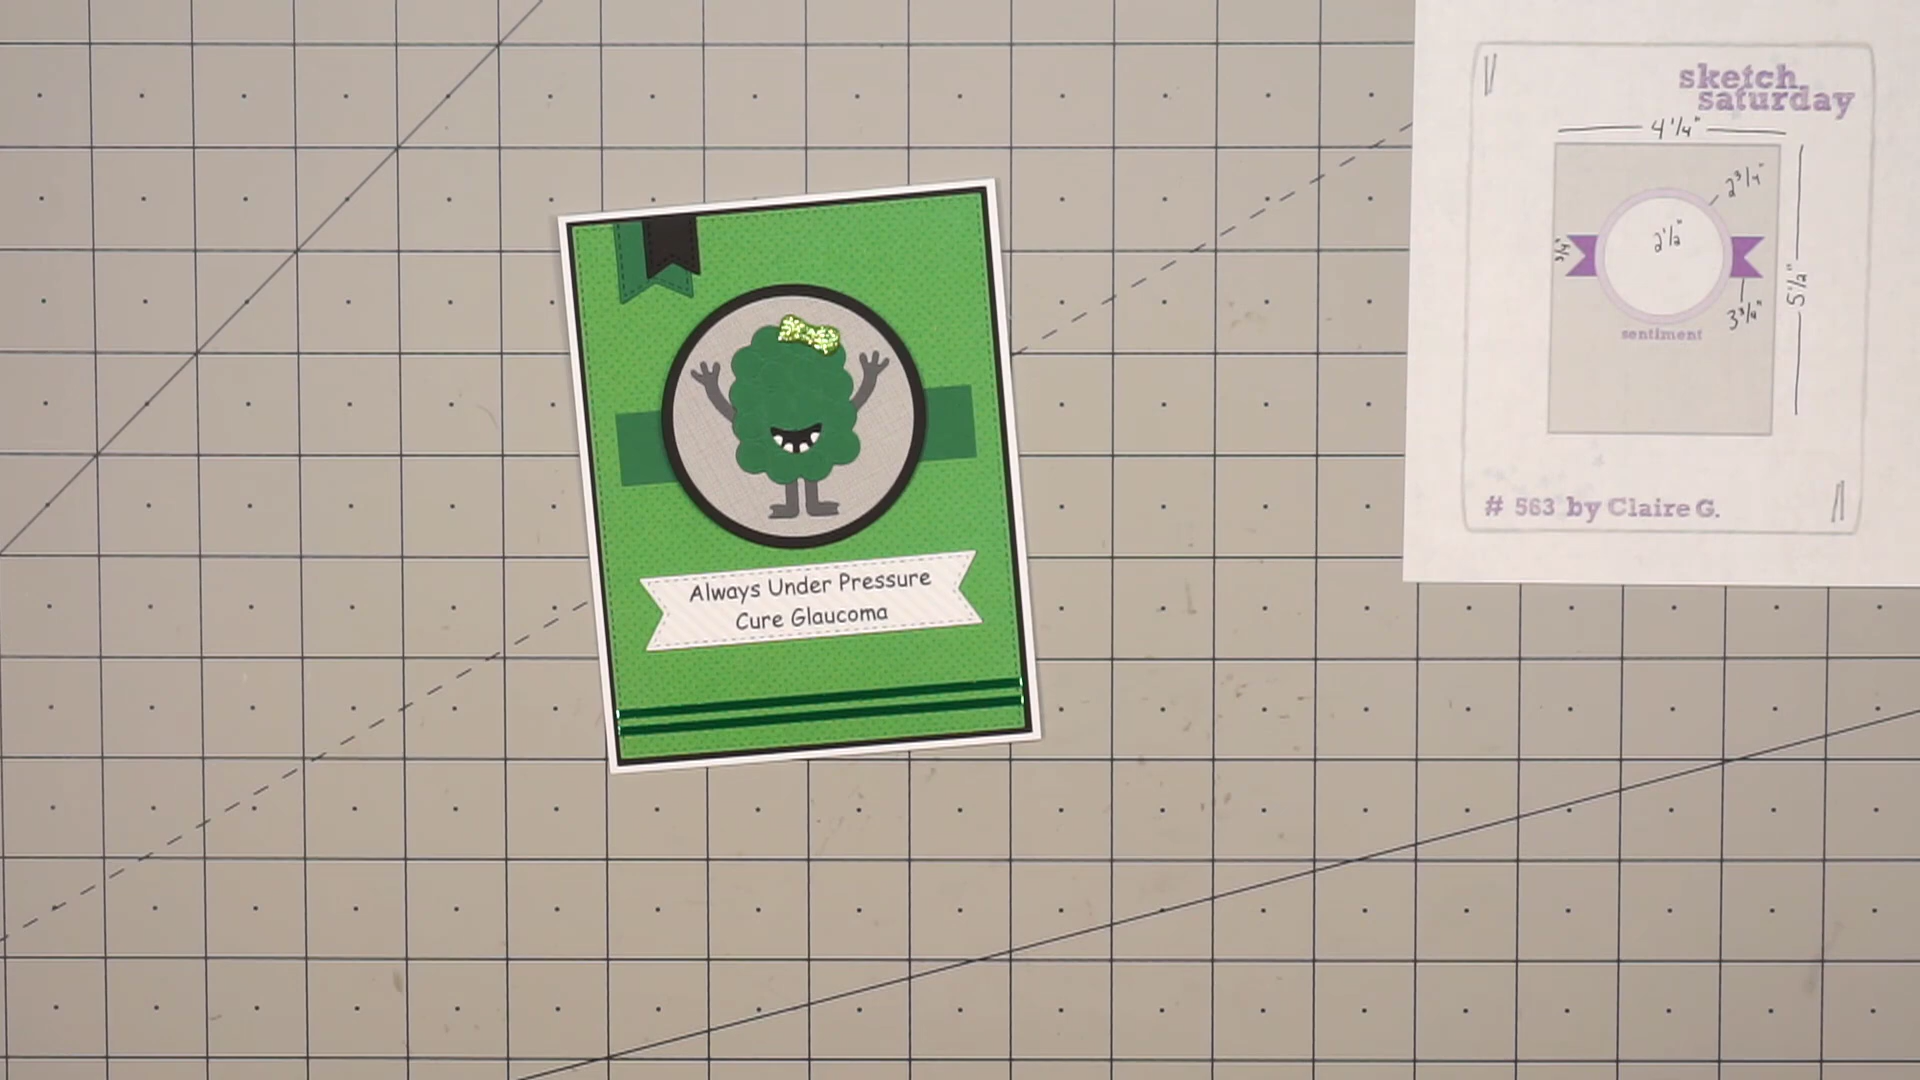 Always Under Pressure
Cure Glaucoma
sketch
saturday
4 1/4"
2 3/4"
2 1/2"
3/4"
3 3/4"
5 1/2"
sentiment
# 563 by Claire G.